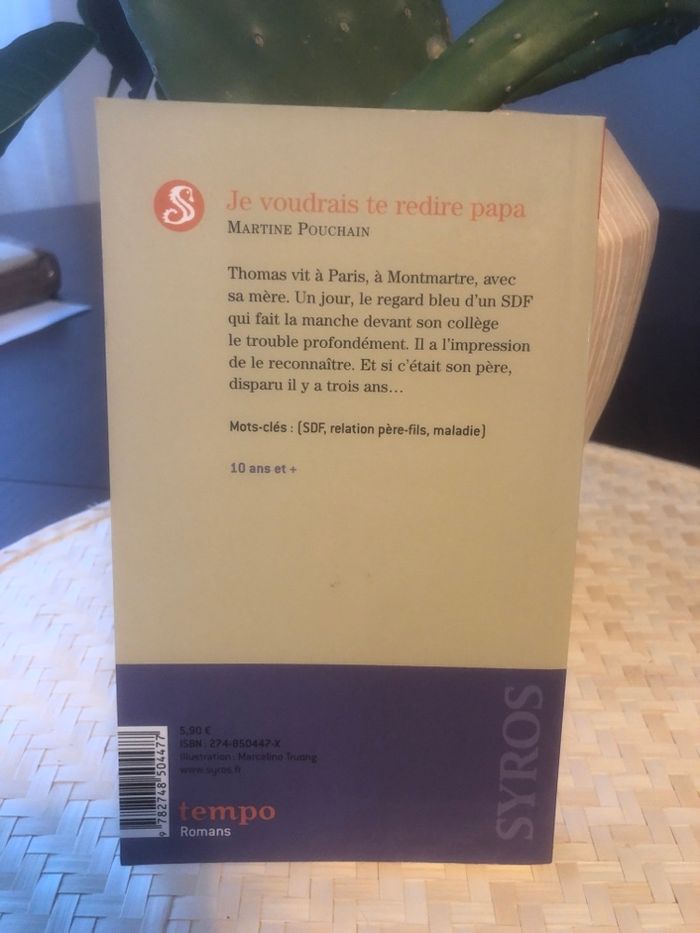 Je voudrais te redire papa
MARTINE POUCHAIN
Thomas vit à Paris, à Montmartre, avec
sa mère. Un jour, le regard bleu d'un SDF
qui fait la manche devant son collège
le trouble profondément. Il a l'impression
de le reconnaître. Et si c'était son père,
disparu il y a trois ans...
Mots-clés : (SDF, relation père-fils, maladie)
10 ans et +
5,90 €
ISBN : 274-850447-X
Illustration : Marcelino Truong
www.syros.fr
9 782748 504477
tempo
Romans
SYROS